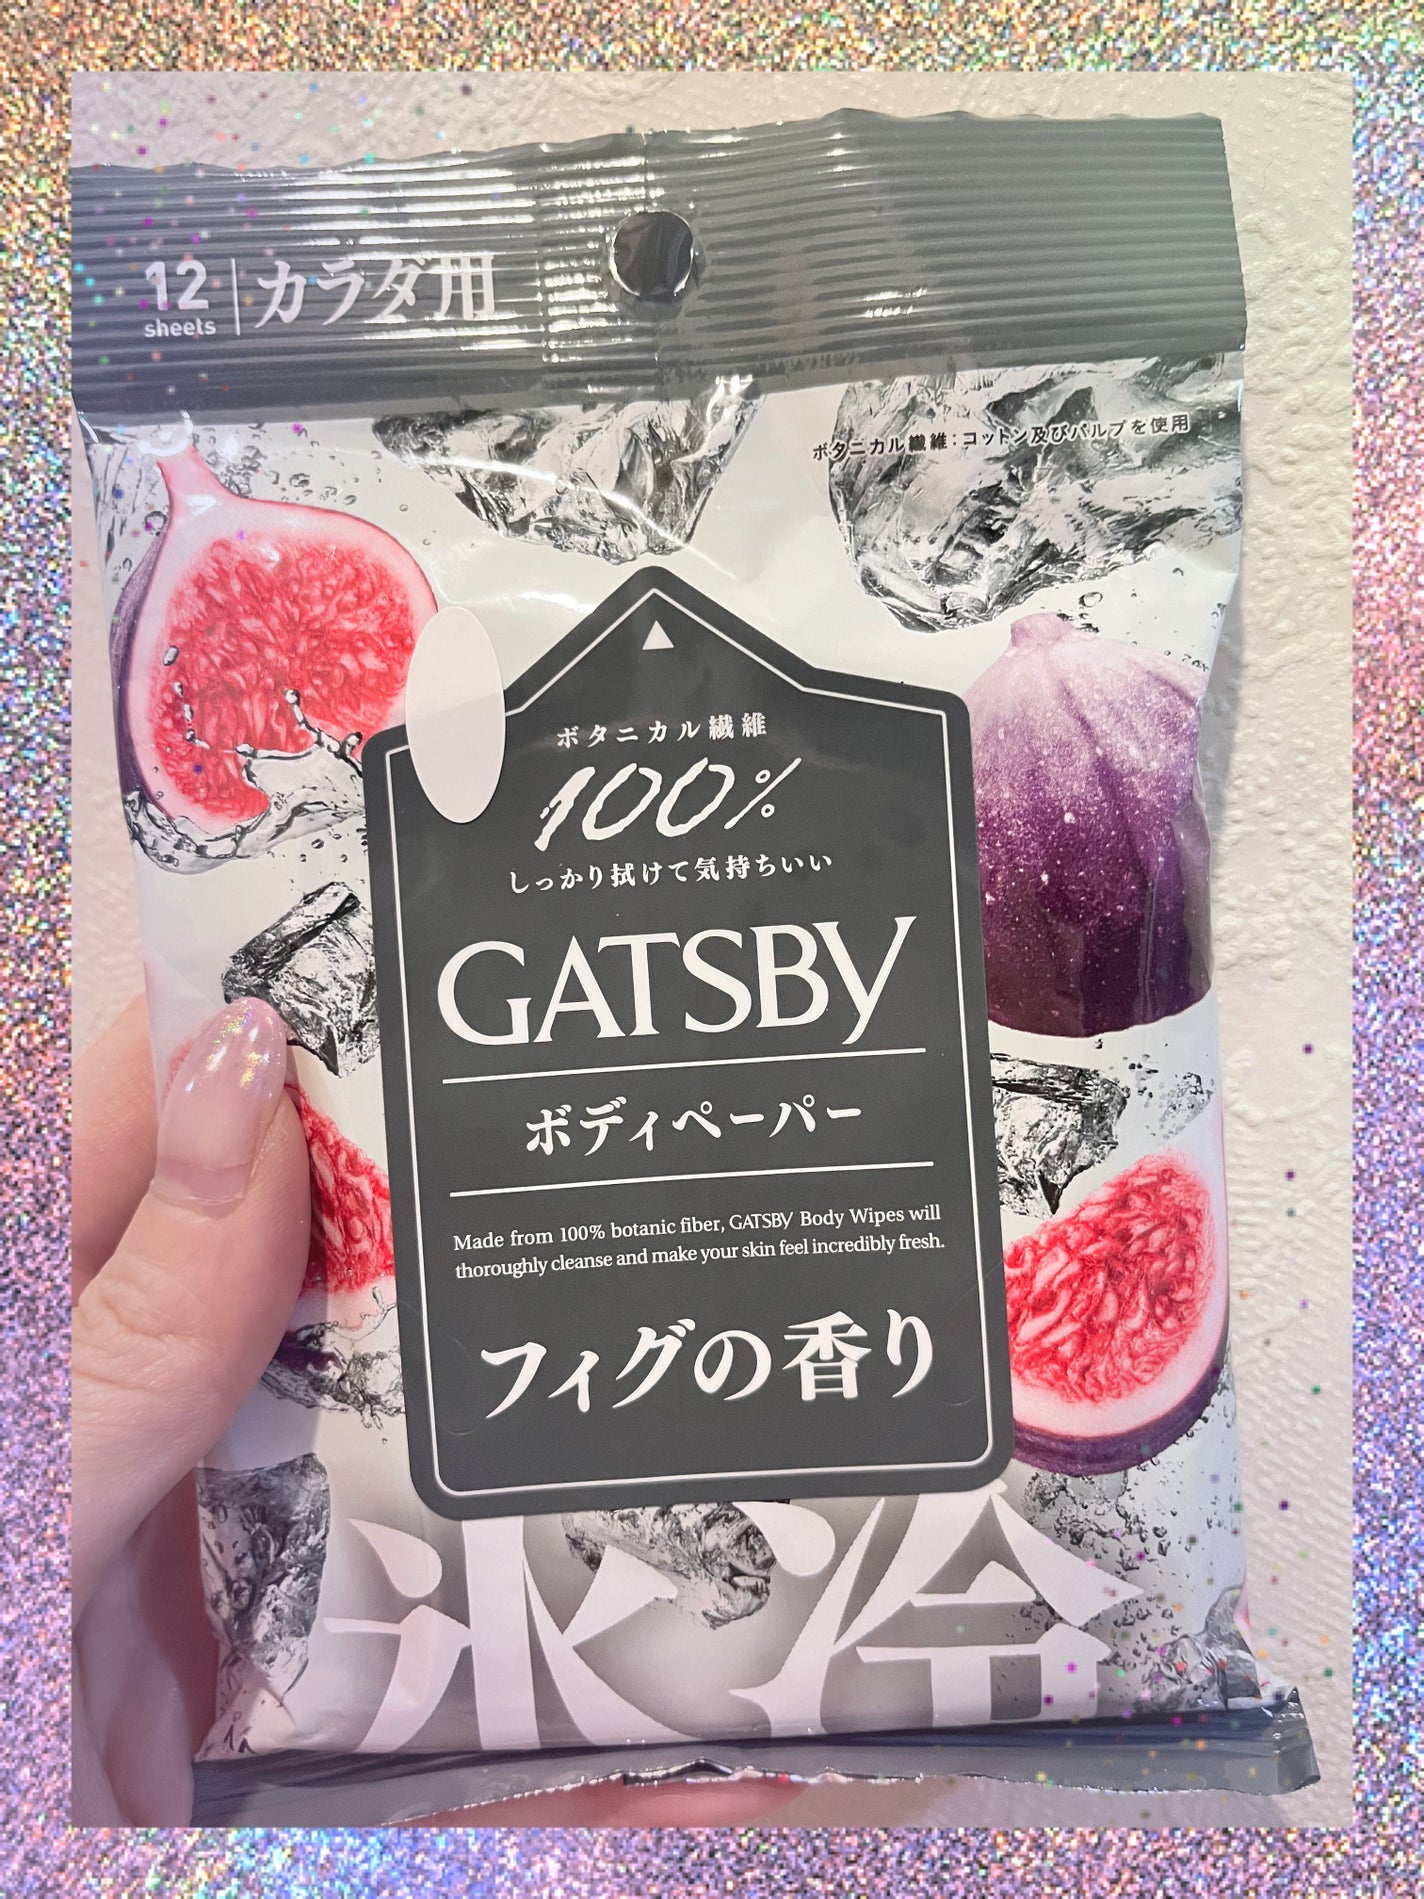 12
sheets
カラダ用
ボタニカル繊維：コットン及びパルプを使用
ボタニカル繊維
100%
しっかり拭けて気持ちいい
GATSBY
ボディペーパー
Made from 100% botanic fiber, GATSBY Body Wipes will
thoroughly cleanse and make your skin feel incredibly fresh.
フィグの香り
氷冷